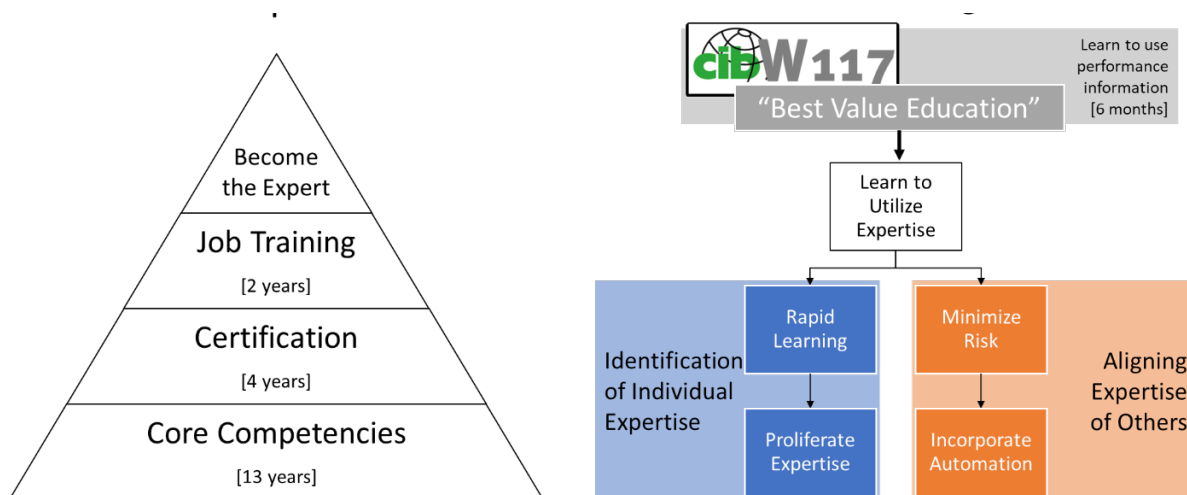 Become
the Expert
Job Training
[2 years]
Certification
[4 years]
Core Competencies
[13 years]
cib W117
Learn to use
performance
information
[6 months]
“Best Value Education”
Learn to
Utilize
Expertise
Identification
of Individual
Expertise
Rapid
Learning
Proliferate
Expertise
Minimize
Risk
Incorporate
Automation
Aligning
Expertise
of Others